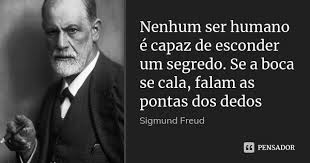 Nenhum ser humano
é capaz de esconder
um segredo. Se a boca
se cala, falam as
pontas dos dedos
Sigmund Freud
PENSADOR